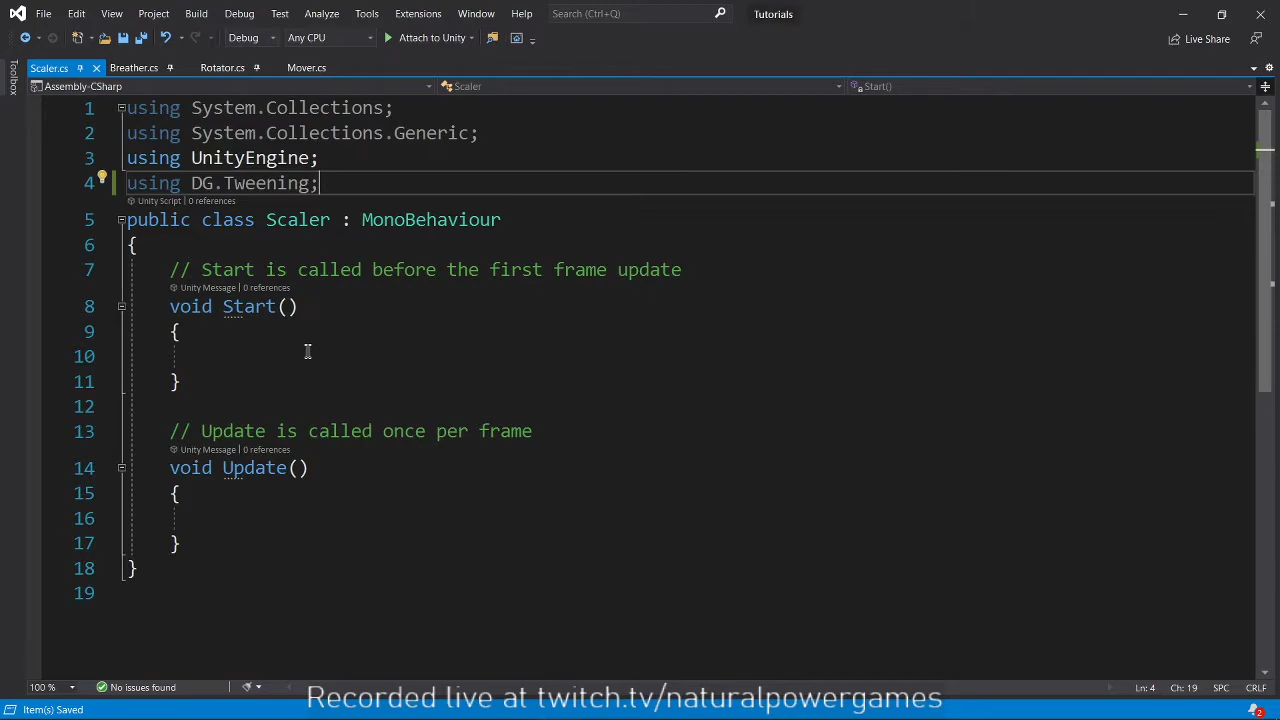 File Edit View Git Project Build Debug Test Analyze Tools Extensions Window Help Search (Ctrl+Q) Tutorials
Debug Any CPU Attach to Unity Live Share
Toolbox
Scaler.cs Breather.cs Rotator.cs Mover.cs
Assembly-CSharp Scaler Start()
1 using System.Collections;
2 using System.Collections.Generic;
3 using UnityEngine;
4 using DG.Tweening;
Unity Script | 0 references
5 public class Scaler : MonoBehaviour
6 {
7 // Start is called before the first frame update
Unity Message | 0 references
8 void Start()
9 {
10
11 }
12
13 // Update is called once per frame
Unity Message | 0 references
14 void Update()
15 {
16
17 }
18 }
19
100 % No issues found Ln: 4 Ch: 19 SPC CRLF
Recorded live at twitch.tv/naturalpowergames
Item(s) Saved 2